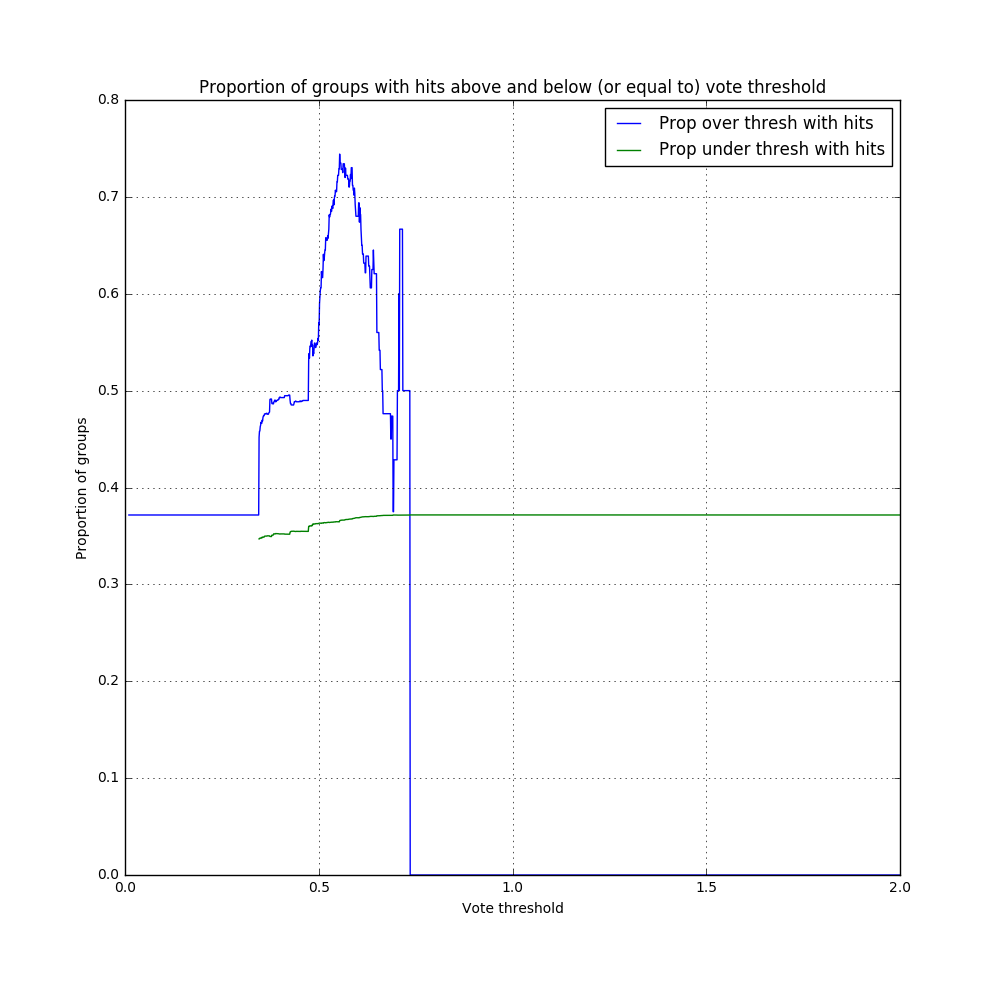 Proportion of groups with hits above and below (or equal to) vote threshold
Prop over thresh with hits
Prop under thresh with hits
0.8
0.7
0.6
0.5
0.4
0.3
0.2
0.1
0.0
Proportion of groups
0.0 0.5 1.0 1.5 2.0
Vote threshold